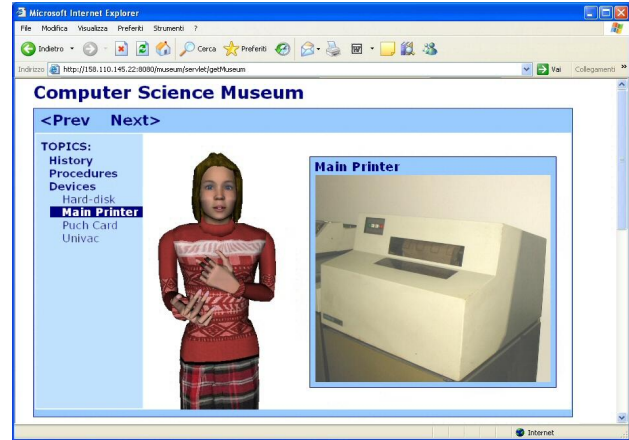 Microsoft Internet Explorer
File Modifica Visualizza Preferiti Strumenti ?
Indietro Cerca Preferiti
Indirizzo http://158.110.145.22:8080/museum/servlet/getMuseum Vai Collegamenti »
Computer Science Museum
<Prev Next>
TOPICS:
History
Procedures
Devices
Hard-disk
Main Printer
Puch Card
Univac
Main Printer
Internet